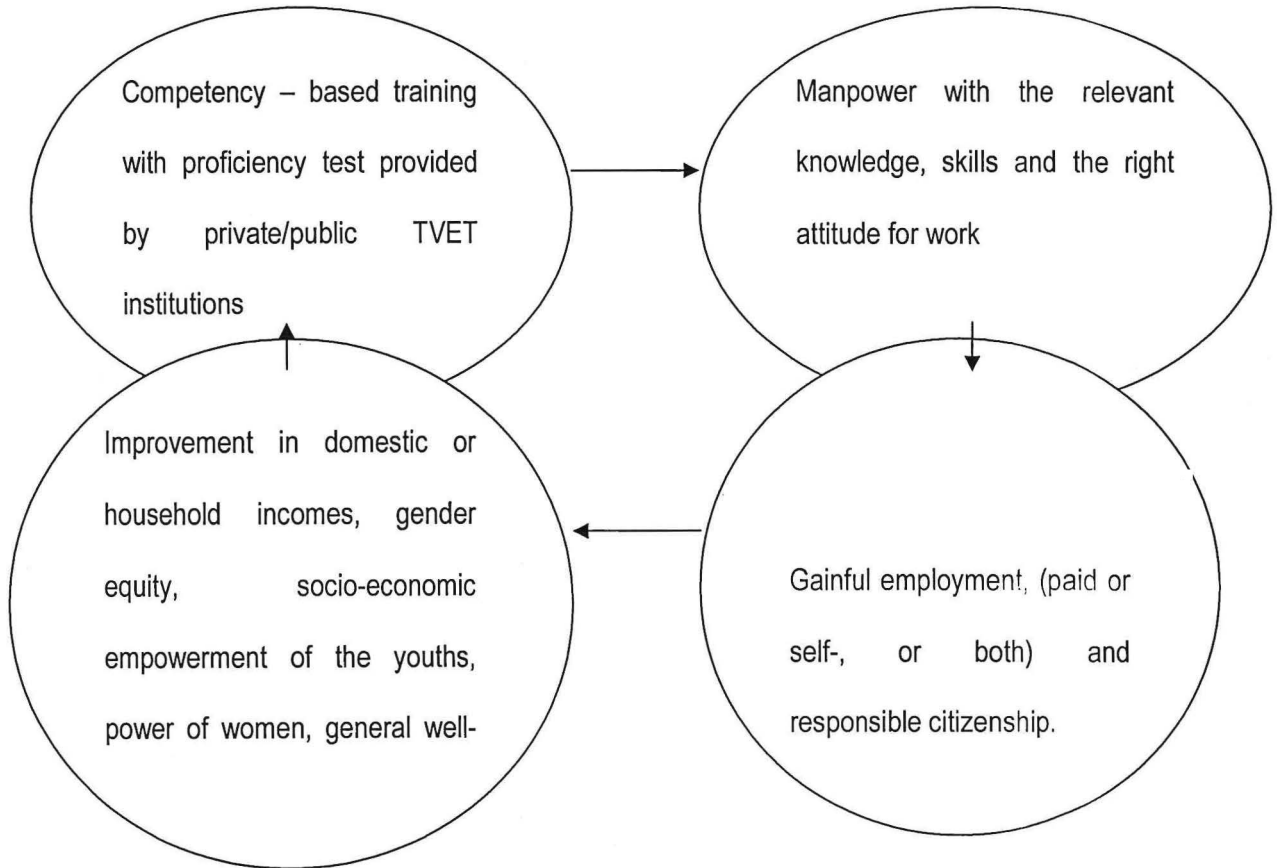 Competency – based training
with proficiency test provided
by private/public TVET
institutions
Manpower with the relevant
knowledge, skills and the right
attitude for work
Improvement in domestic or
household incomes, gender
equity, socio-economic
empowerment of the youths,
power of women, general well-
Gainful employment, (paid or
self-, or both) and
responsible citizenship.